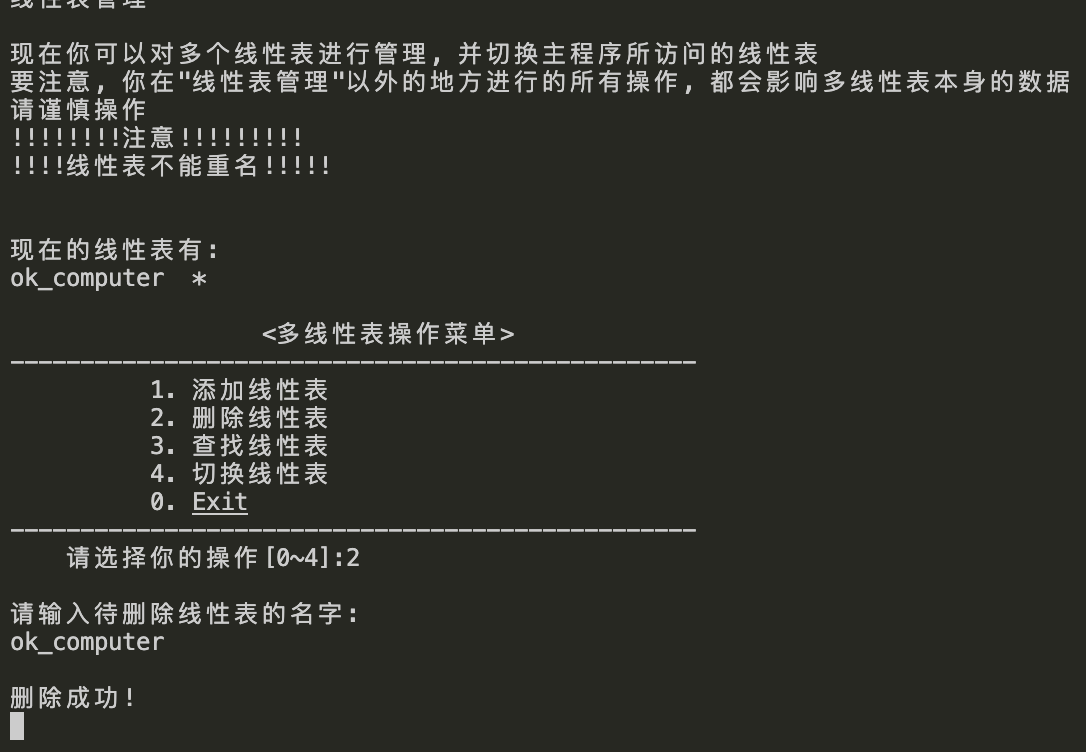 线性表管理
现在你可以对多个线性表进行管理, 并切换主程序所访问的线性表
要注意, 你在"线性表管理"以外的地方进行的所有操作, 都会影响多线性表本身的数据
请谨慎操作
!!!!!!!!注意!!!!!!!!!
!!!!线性表不能重名!!!!!
现在的线性表有:
ok_computer  *
<多线性表操作菜单>
-------------------------------------------------
1. 添加线性表
2. 删除线性表
3. 查找线性表
4. 切换线性表
0. Exit
-------------------------------------------------
请选择你的操作[0~4]:2
请输入待删除线性表的名字:
ok_computer
删除成功!